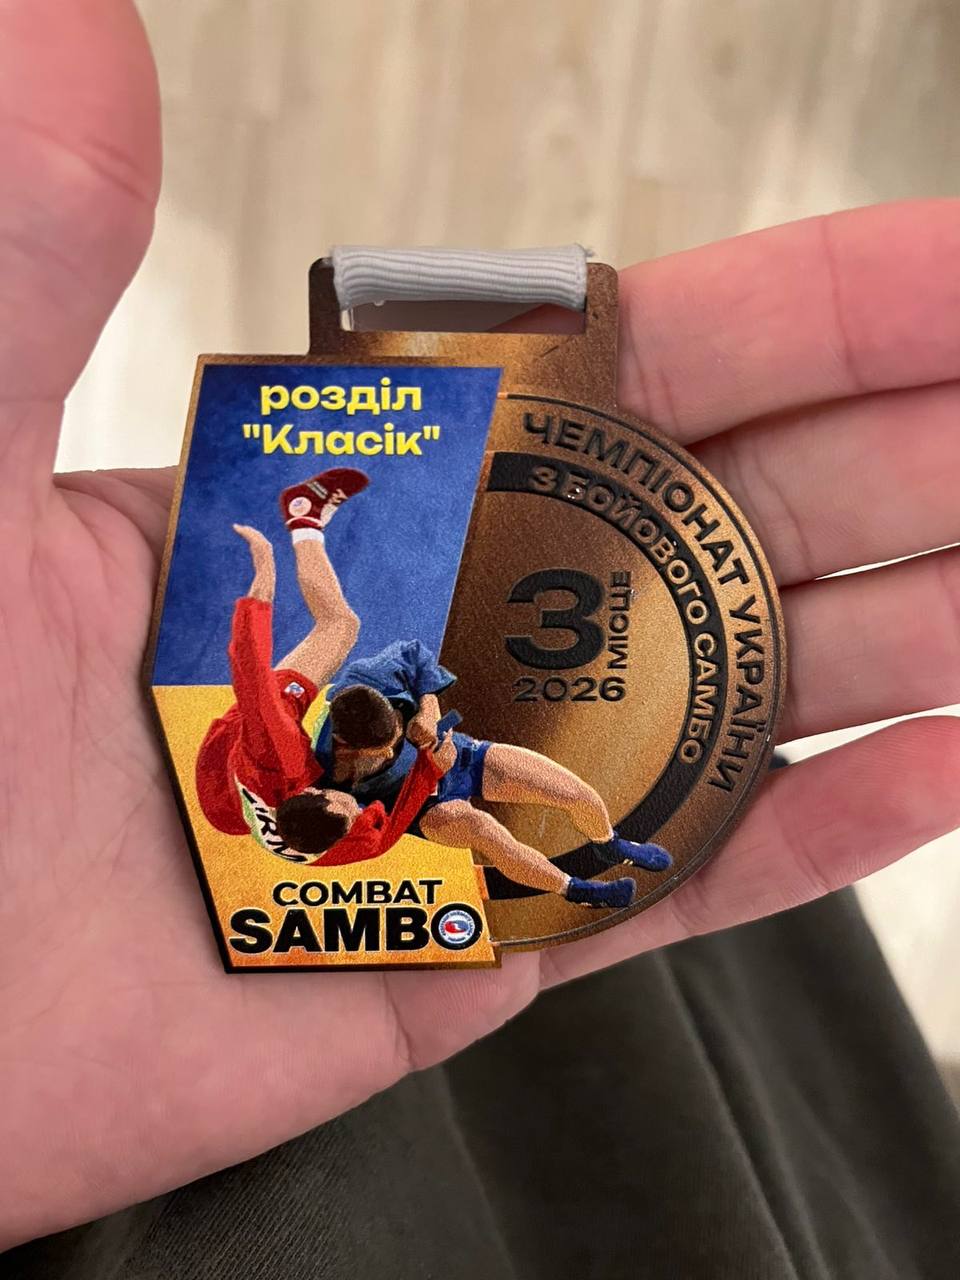 розділ
"Класік"
ЧЕМПІОНАТ УКРАЇНИ
З БОЙОВОГО САМБО
3
МІСЦЕ
2026
COMBAT
SAMBO